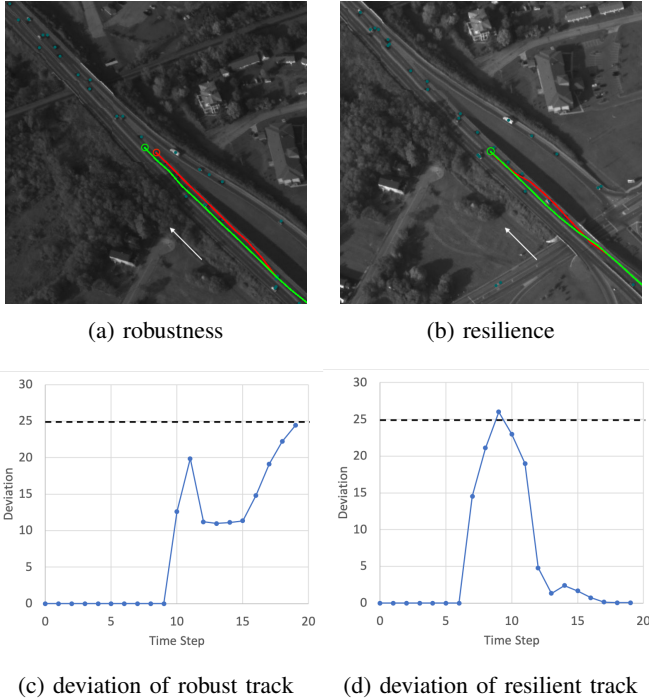 (a) robustness
(b) resilience
30
25
20
15
10
5
0
Deviation
0 5 10 15 20
Time Step
30
25
20
15
10
5
0
Deviation
0 5 10 15 20
Time Step
(c) deviation of robust track
(d) deviation of resilient track